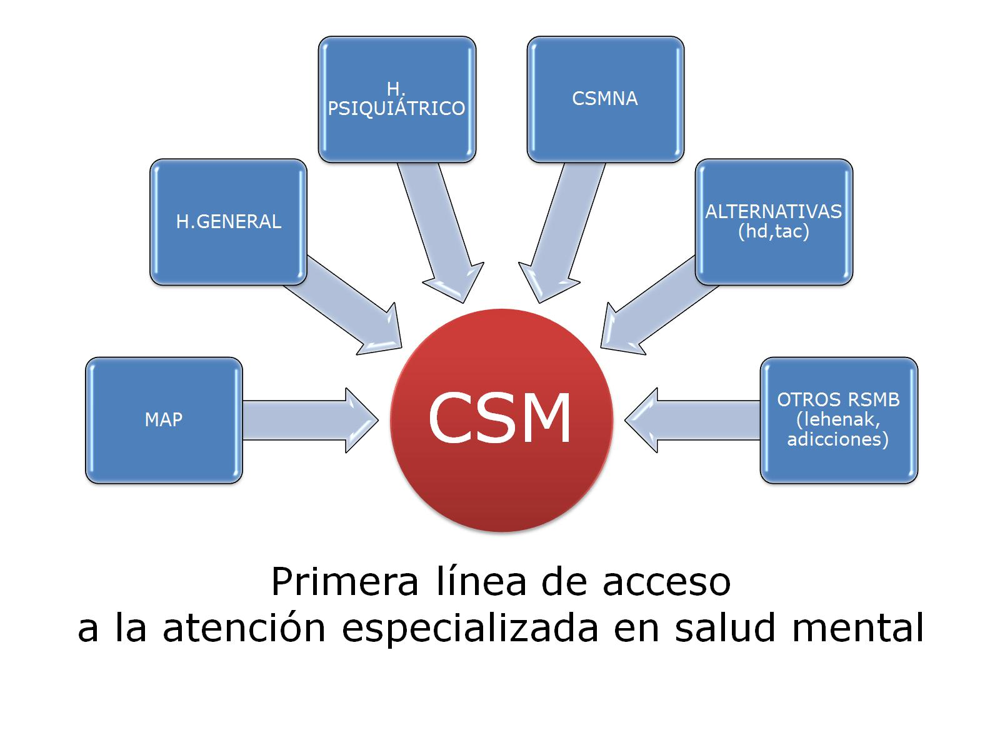 H.
PSIQUIÁTRICO
CSMNA
H.GENERAL
ALTERNATIVAS
(hd,tac)
MAP
CSM
OTROS RSMB
(lehenak,
adicciones)
Primera línea de acceso
a la atención especializada en salud mental